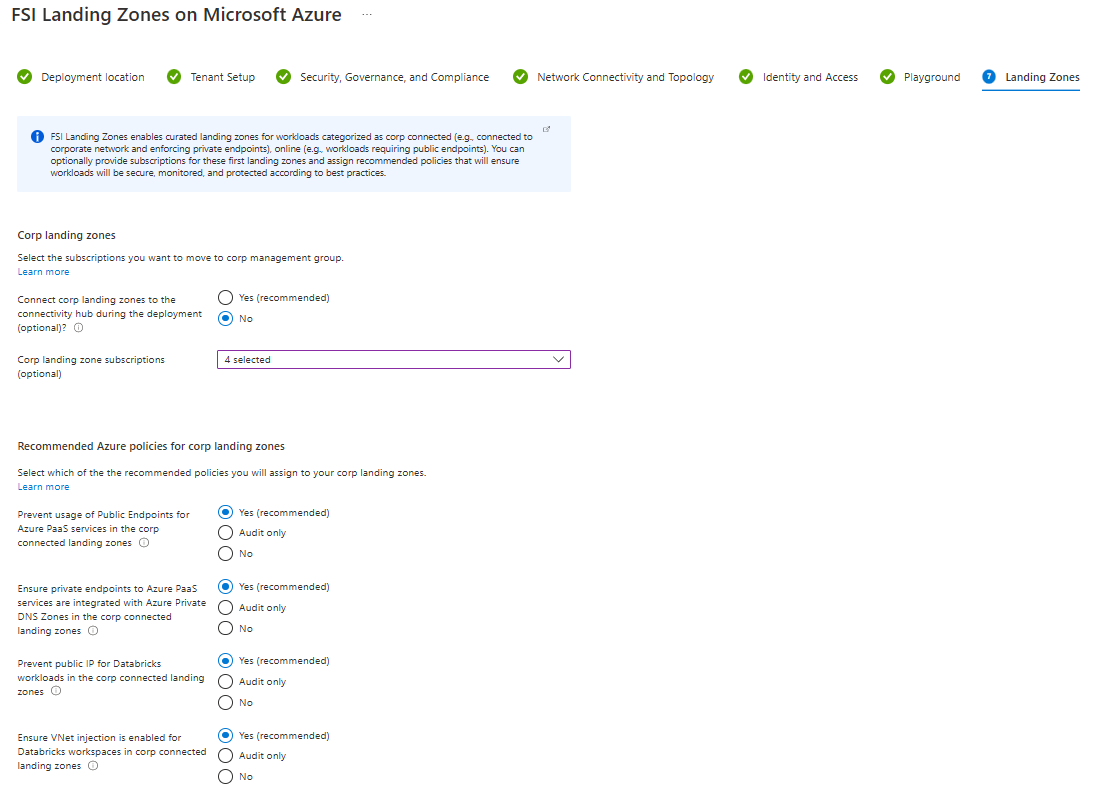 FSI Landing Zones on Microsoft Azure ...
Deployment location Tenant Setup Security, Governance, and Compliance Network Connectivity and Topology Identity and Access Playground 7 Landing Zones
FSI Landing Zones enables curated landing zones for workloads categorized as corp connected (e.g., connected to
corporate network and enforcing private endpoints), online (e.g., workloads requiring public endpoints). You can
optionally provide subscriptions for these first landing zones and assign recommended policies that will ensure
workloads will be secure, monitored, and protected according to best practices.
Corp landing zones
Select the subscriptions you want to move to corp management group.
Learn more
Connect corp landing zones to the
connectivity hub during the deployment
(optional)?
Yes (recommended)
No
Corp landing zone subscriptions
(optional)
4 selected
Recommended Azure policies for corp landing zones
Select which of the the recommended policies you will assign to your corp landing zones.
Learn more
Prevent usage of Public Endpoints for
Azure PaaS services in the corp
connected landing zones
Yes (recommended)
Audit only
No
Ensure private endpoints to Azure PaaS
services are integrated with Azure Private
DNS Zones in the corp connected
landing zones
Yes (recommended)
Audit only
No
Prevent public IP for Databricks
workloads in the corp connected landing
zones
Yes (recommended)
Audit only
No
Ensure VNet injection is enabled for
Databricks workspaces in corp connected
landing zones
Yes (recommended)
Audit only
No